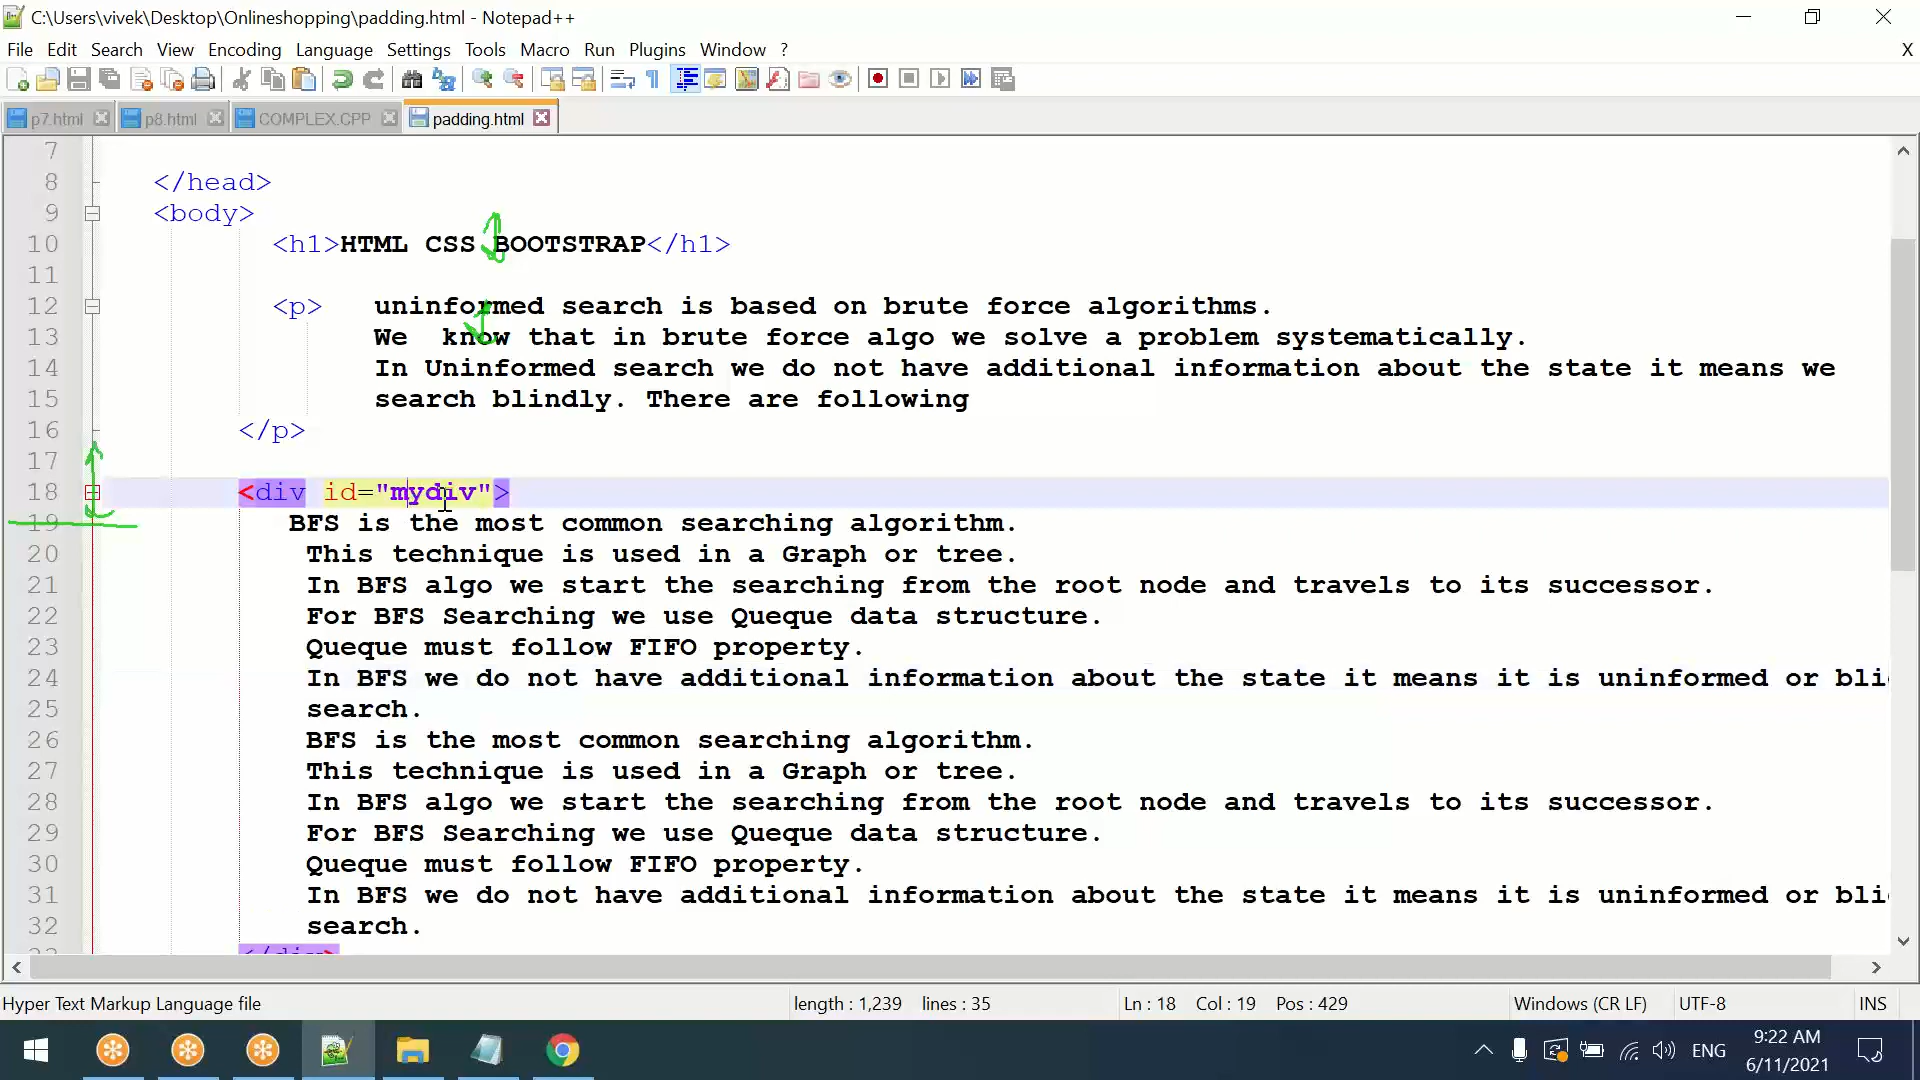 C:\Users\vivek\Desktop\Onlineshopping\padding.html - Notepad++
File Edit Search View Encoding Language Settings Tools Macro Run Plugins Window ? X
p7.html p8.html COMPLEX.CPP padding.html
7
8 </head>
9 <body>
10 <h1>HTML CSS BOOTSTRAP</h1>
11
12 <p> uninformed search is based on brute force algorithms.
13 We know that in brute force algo we solve a problem systematically.
14 In Uninformed search we do not have additional information about the state it means we
15 search blindly. There are following
16 </p>
17
18 <div id="mydiv">
19 BFS is the most common searching algorithm.
20 This technique is used in a Graph or tree.
21 In BFS algo we start the searching from the root node and travels to its successor.
22 For BFS Searching we use Queque data structure.
23 Queque must follow FIFO property.
24 In BFS we do not have additional information about the state it means it is uninformed or bli
25 search.
26 BFS is the most common searching algorithm.
27 This technique is used in a Graph or tree.
28 In BFS algo we start the searching from the root node and travels to its successor.
29 For BFS Searching we use Queque data structure.
30 Queque must follow FIFO property.
31 In BFS we do not have additional information about the state it means it is uninformed or bli
32 search.
</div>
Hyper Text Markup Language file length : 1,239 lines : 35 Ln : 18 Col : 19 Pos : 429 Windows (CR LF) UTF-8 INS
ENG 9:22 AM
6/11/2021